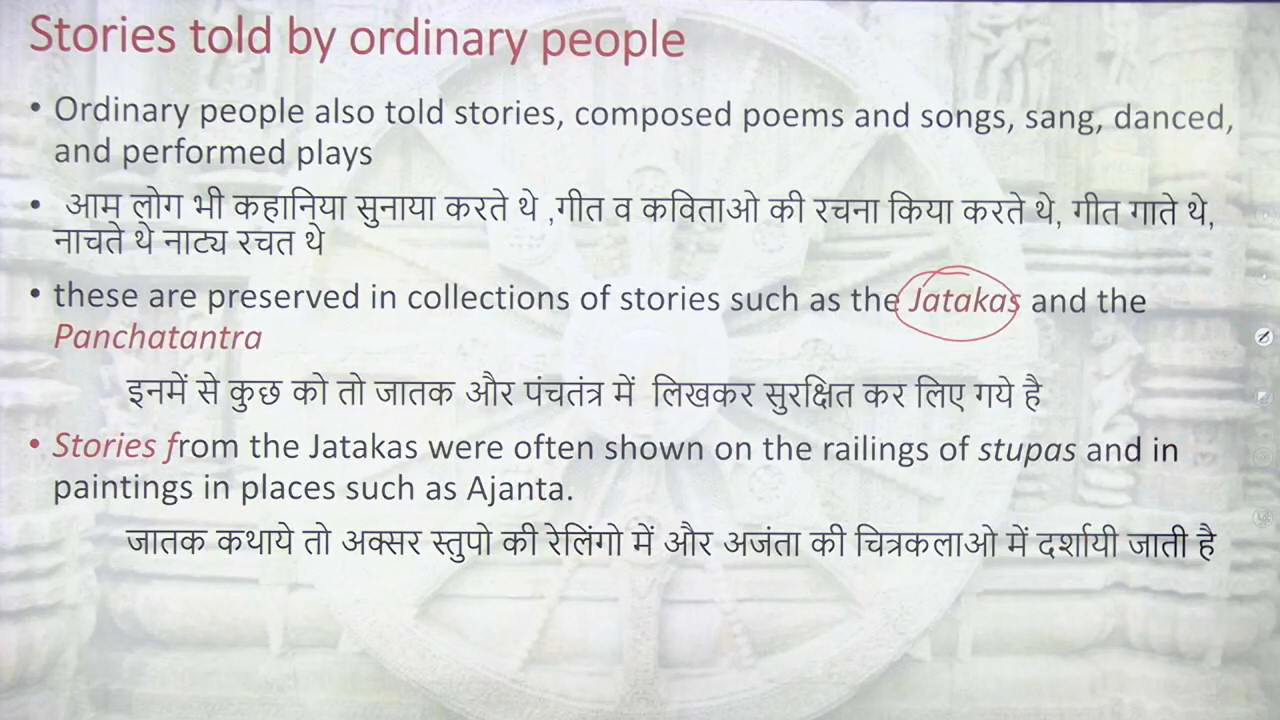 Stories told by ordinary people
• Ordinary people also told stories, composed poems and songs, sang, danced,
and performed plays
• आम लोग भी कहानिया सुनाया करते थे ,गीत व कविताओ की रचना किया करते थे, गीत गाते थे,
नाचते थे नाट्य रचत थे
• these are preserved in collections of stories such as the Jatakas and the
Panchatantra
इनमें से कुछ को तो जातक और पंचतंत्र में लिखकर सुरक्षित कर लिए गये है
• Stories from the Jatakas were often shown on the railings of stupas and in
paintings in places such as Ajanta.
जातक कथाये तो अक्सर स्तुपो की रेलिंगो में और अजंता की चित्रकलाओ में दर्शायी जाती है